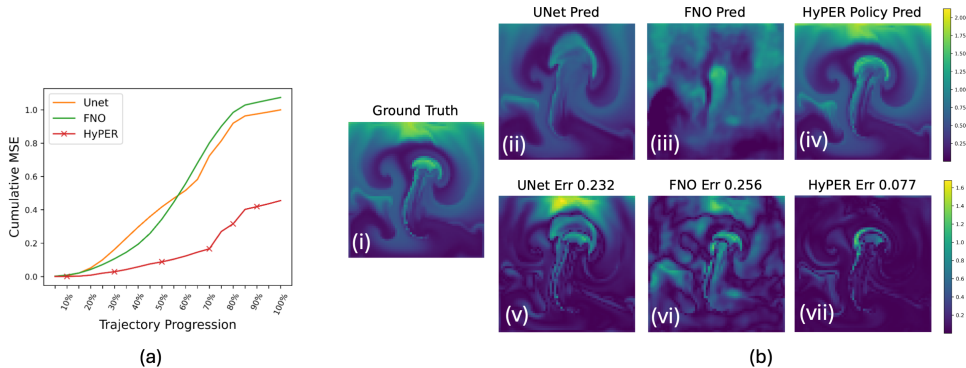 Unet
FNO
HyPER
Cumulative MSE
1.0
0.8
0.6
0.4
0.2
0.0
10%
20%
30%
40%
50%
60%
70%
80%
90%
100%
Trajectory Progression
(a)
Ground Truth
(i)
UNet Pred
(ii)
FNO Pred
(iii)
HyPER Policy Pred
(iv)
2.00
1.75
1.50
1.25
1.00
0.75
0.50
0.25
UNet Err 0.232
(v)
FNO Err 0.256
(vi)
HyPER Err 0.077
(vii)
1.6
1.4
1.2
1.0
0.8
0.6
0.4
0.2
(b)